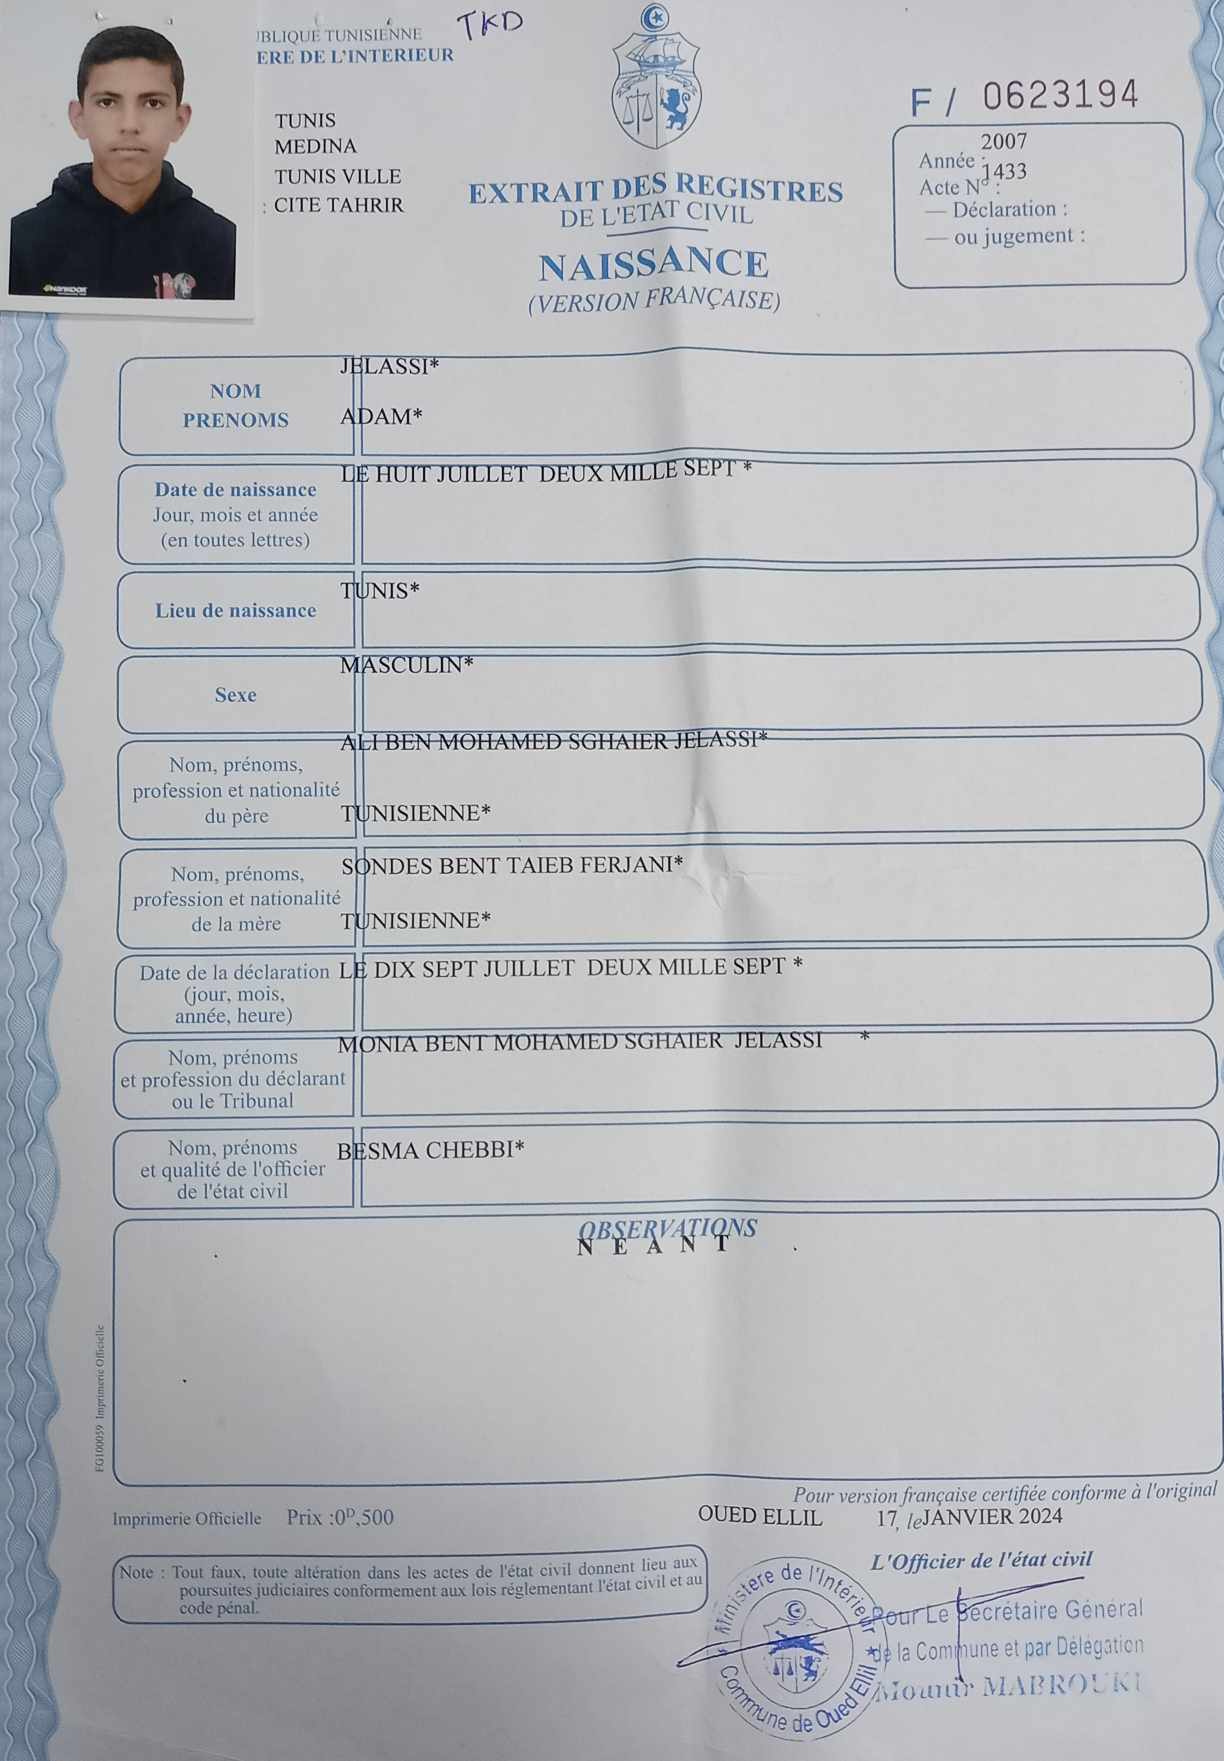 TKD
BLIQUE TUNISIENNE
ERE DE L'INTERIEUR
TUNIS
MEDINA
TUNIS VILLE
: CITE TAHRIR
EXTRAIT DES REGISTRES
DE L'ETAT CIVIL
NAISSANCE
(VERSION FRANÇAISE)
F / 0623194
2007
Année :
1433
Acte N° :
— Déclaration :
— ou jugement :
JELASSI*
NOM
PRENOMS
ADAM*
LE HUIT JUILLET DEUX MILLE SEPT *
Date de naissance
Jour, mois et année
(en toutes lettres)
TUNIS*
Lieu de naissance
MASCULIN*
Sexe
ALI BEN MOHAMED SGHAIER JELASSI*
Nom, prénoms,
profession et nationalité
du père
TUNISIENNE*
SONDES BENT TAIEB FERJANI*
Nom, prénoms,
profession et nationalité
de la mère
TUNISIENNE*
Date de la déclaration
(jour, mois,
année, heure)
LE DIX SEPT JUILLET DEUX MILLE SEPT *
MONIA BENT MOHAMED SGHAIER JELASSI *
Nom, prénoms
et profession du déclarant
ou le Tribunal
BESMA CHEBBI*
Nom, prénoms
et qualité de l'officier
de l'état civil
OBSERVATIONS
N E A N T
FG100059 Imprimerie Officielle
Pour version française certifiée conforme à l'original
Imprimerie Officielle Prix :0D,500
OUED ELLIL 17, le JANVIER 2024
L'Officier de l'état civil
Note : Tout faux, toute altération dans les actes de l'état civil donnent lieu aux
poursuites judiciaires conformement aux lois réglementant l'état civil et au
code pénal.
Ministere de l'Intérieur
Commune de Oued Ellil
Pour Le Secrétaire Général
de la Commune et par Délégation
Mounir MABROUKI